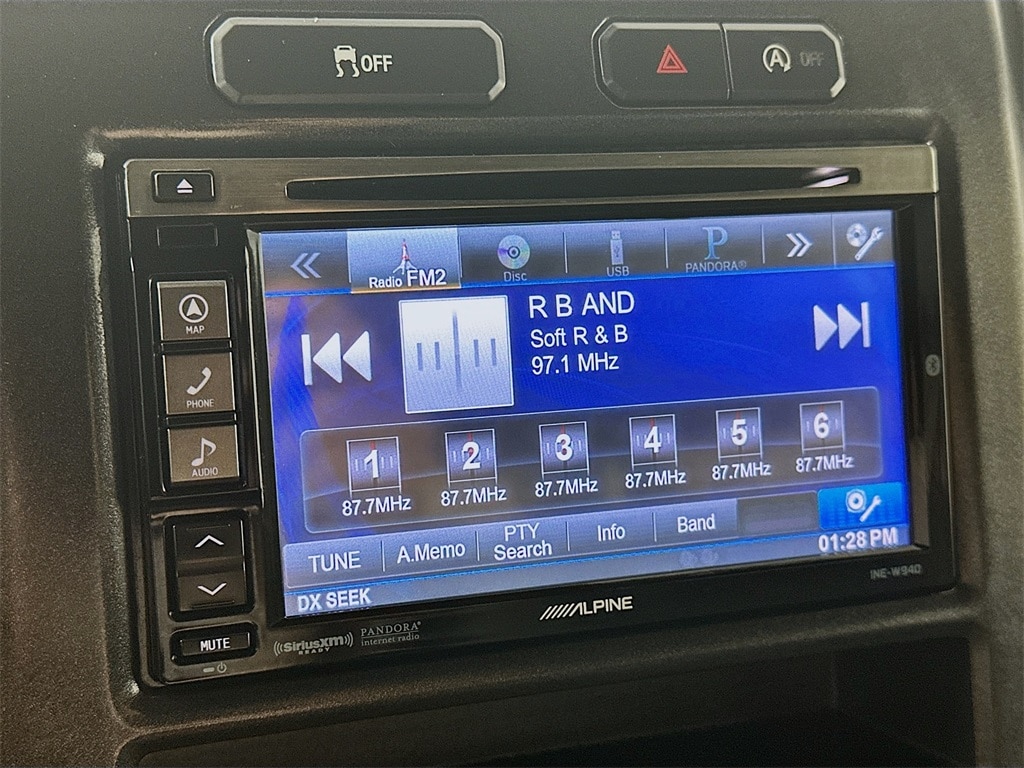 OFF
A OFF
Radio FM2
Disc
USB
P
PANDORA®
MAP
R B AND
Soft R & B
97.1 MHz
PHONE
AUDIO
1 2 3 4 5 6
87.7MHz 87.7MHz 87.7MHz 87.7MHz 87.7MHz 87.7MHz
TUNE
A.Memo
PTY
Search
Info
Band
01:28 PM
DX SEEK
INE-W940
ALPINE
MUTE
((SiriusXM))
READY
PANDORA®
internet radio